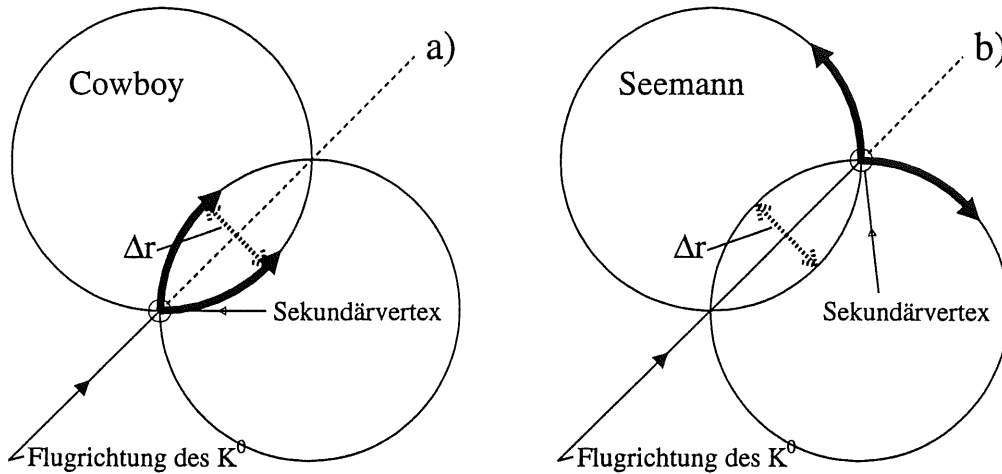 a)
Cowboy
Δr
Sekundärvertex
Flugrichtung des K⁰
b)
Seemann
Δr
Sekundärvertex
Flugrichtung des K⁰